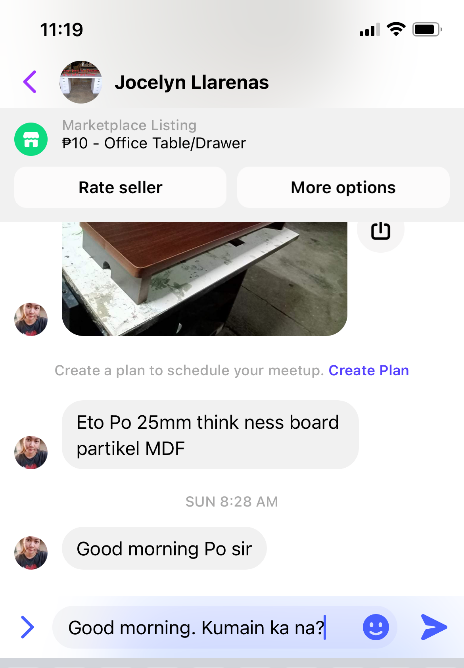 11:19
Jocelyn Llarenas
Marketplace Listing
₱10 - Office Table/Drawer
Rate seller
More options
Create a plan to schedule your meetup. Create Plan
Eto Po 25mm think ness board
partikel MDF
SUN 8:28 AM
Good morning Po sir
Good morning. Kumain ka na?